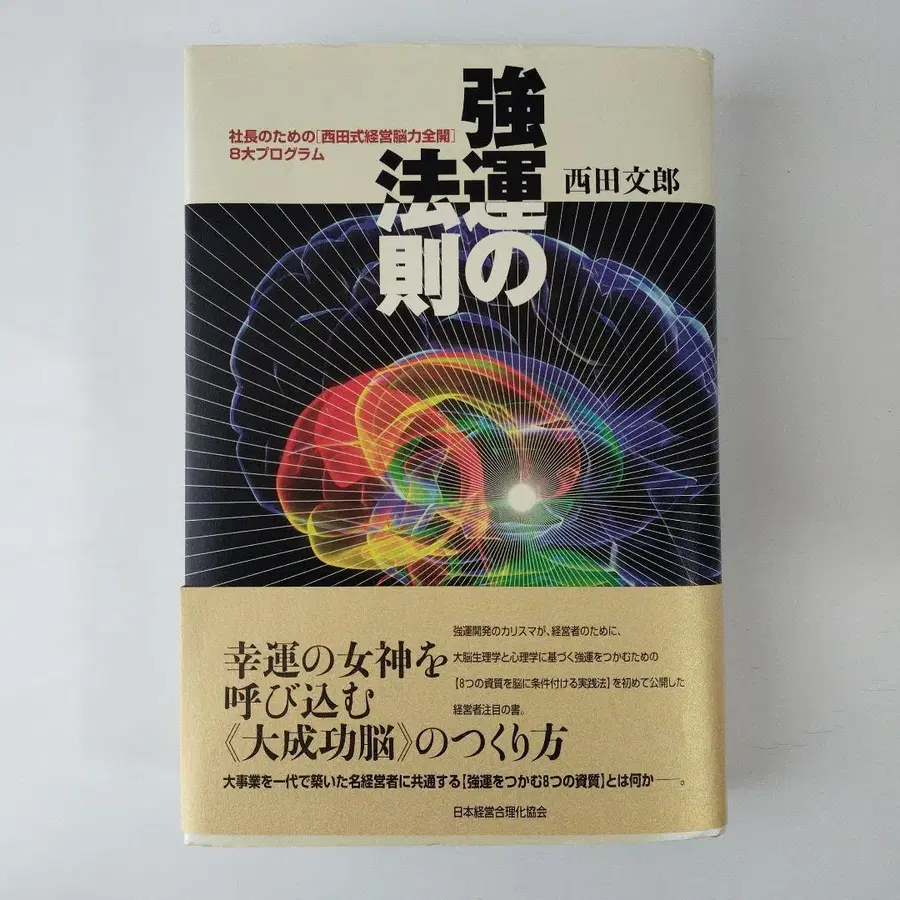 社長のための[西田式経営脳力全開]
8大プログラム
強運の
法則
西田文郎
幸運の女神を
呼び込む
《大成功脳》のつくり方
強運開発のカリスマが、経営者のために、
大脳生理学と心理学に基づく強運をつかむための
【8つの資質を脳に条件付ける実践法】を初めて公開した
経営者注目の書。
大事業を一代で築いた名経営者に共通する【強運をつかむ8つの資質】とは何か──。
日本経営合理化協会